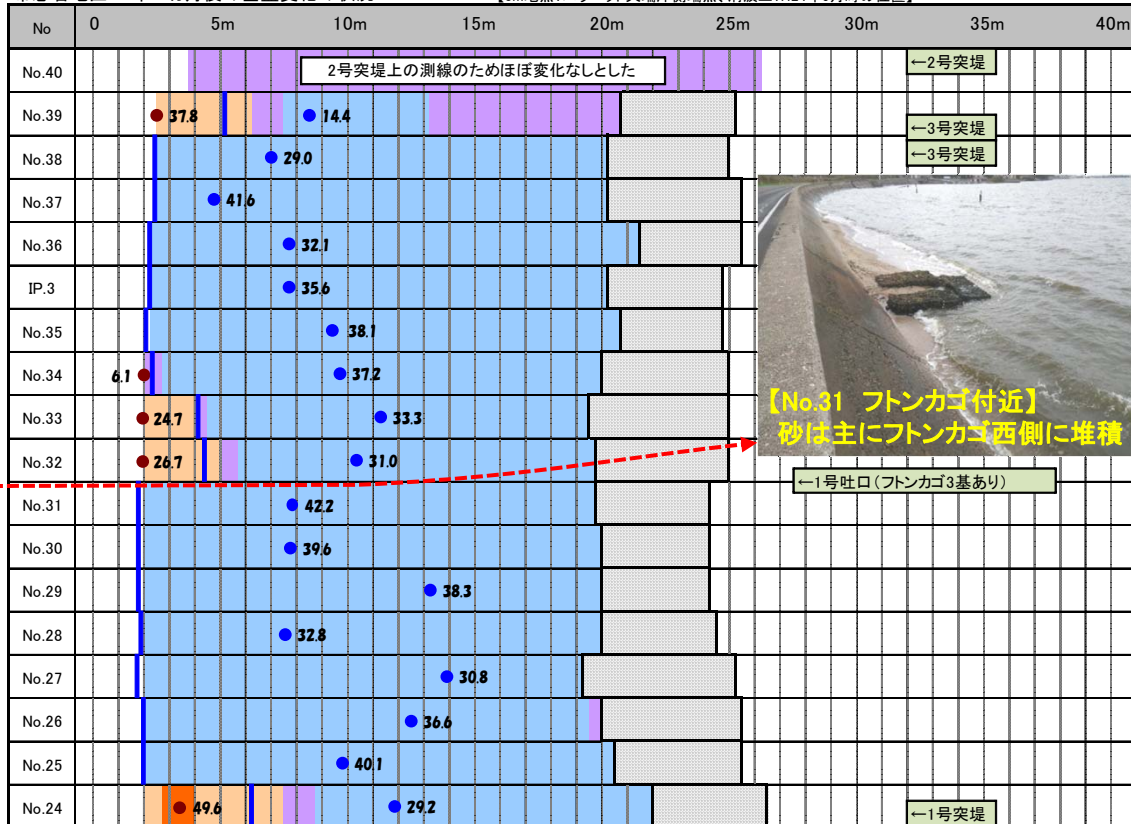 No 0 5m 10m 15m 20m 25m 30m 35m 40m
No.40 2号突堤上の測線のためほぼ変化なしとした ←2号突堤
No.39 37.8 14.4 ←3号突堤
No.38 29.0 ←3号突堤
No.37 41.6
No.36 32.1
IP.3 35.6
No.35 38.1
No.34 6.1 37.2
No.33 24.7 33.3
【No.31 フトンカゴ付近】
砂は主にフトンカゴ西側に堆積
No.32 26.7 31.0
←1号吐口(フトンカゴ3基あり)
No.31 42.2
No.30 39.6
No.29 38.3
No.28 32.8
No.27 30.8
No.26 36.6
No.25 40.1
No.24 49.6 29.2 ←1号突堤